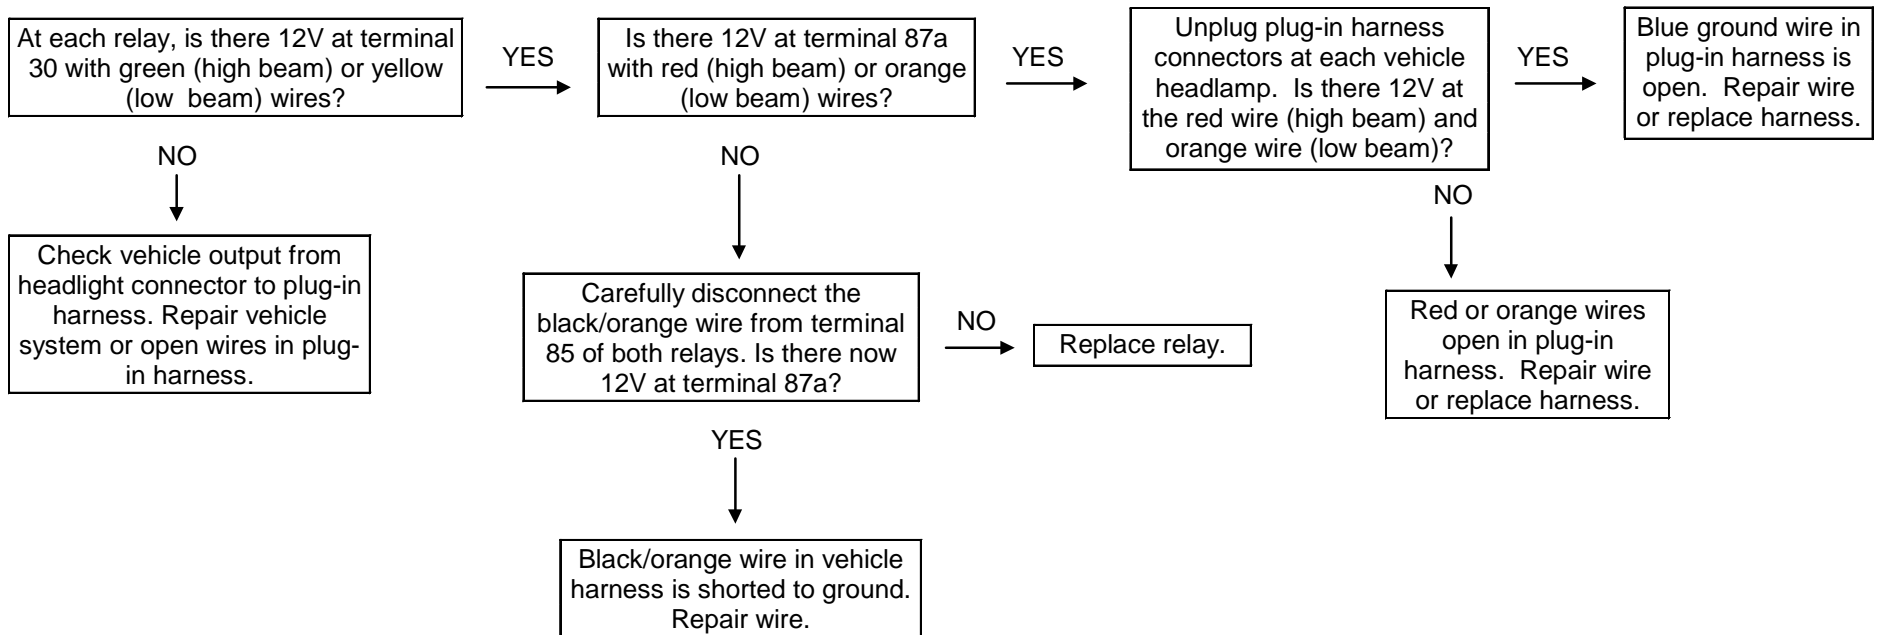 At each relay, is there 12V at terminal
30 with green (high beam) or yellow
(low beam) wires?
YES
Is there 12V at terminal 87a
with red (high beam) or orange
(low beam) wires?
YES
Unplug plug-in harness
connectors at each vehicle
headlamp. Is there 12V at
the red wire (high beam) and
orange wire (low beam)?
YES
Blue ground wire in
plug-in harness is
open. Repair wire
or replace harness.
NO
NO
NO
Check vehicle output from
headlight connector to plug-in
harness. Repair vehicle
system or open wires in plug-
in harness.
Carefully disconnect the
black/orange wire from terminal
85 of both relays. Is there now
12V at terminal 87a?
NO
Replace relay.
Red or orange wires
open in plug-in
harness. Repair wire
or replace harness.
YES
Black/orange wire in vehicle
harness is shorted to ground.
Repair wire.